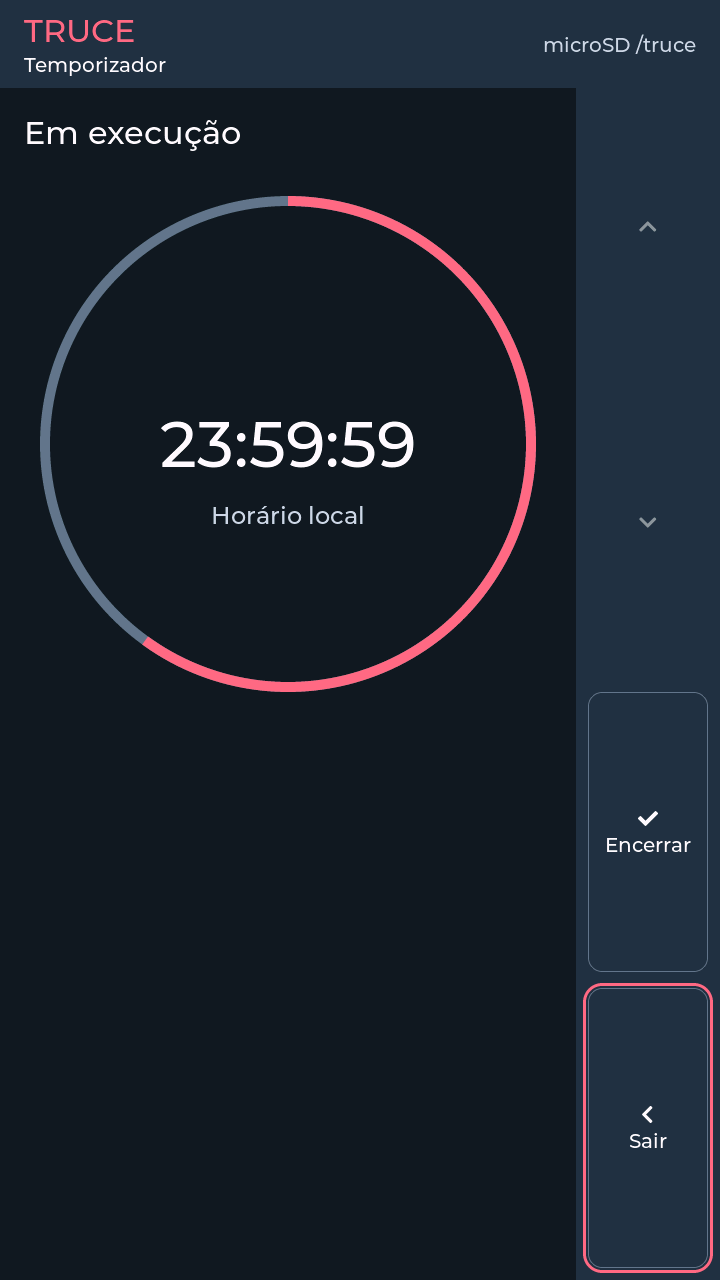 TRUCE
Temporizador
microSD /truce
Em execução
23:59:59
Horário local
Encerrar
Sair